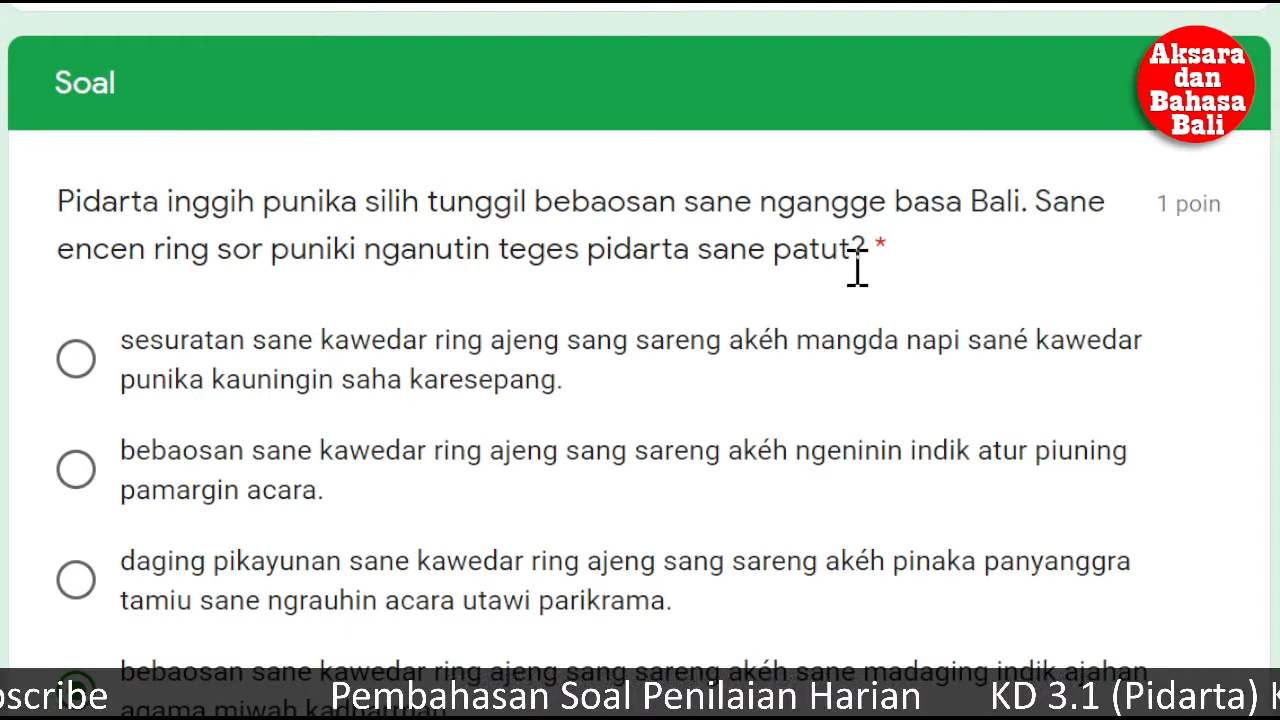 Soal
Aksara
dan
Bahasa
Bali
Pidarta inggih punika silih tunggil bebaosan sane ngangge basa Bali. Sane
1 poin
encen ring sor puniki nganutin teges pidarta sane patut? *
sesuratan sane kawedar ring ajeng sang sareng akéh mangda napi sané kawedar
punika kauningin saha karesepang.
bebaosan sane kawedar ring ajeng sang sareng akéh ngeninin indik atur piuning
pamargin acara.
daging pikayunan sane kawedar ring ajeng sang sareng akéh pinaka panyanggra
tamiu sane ngrauhin acara utawi parikrama.
bebaosan sane kawedar ring ajeng sang sareng akéh sane madaging indik ajahan
agama miwah
oscribe Pembahasan Soal Penilaian Harian KD 3.1 (Pidarta) K